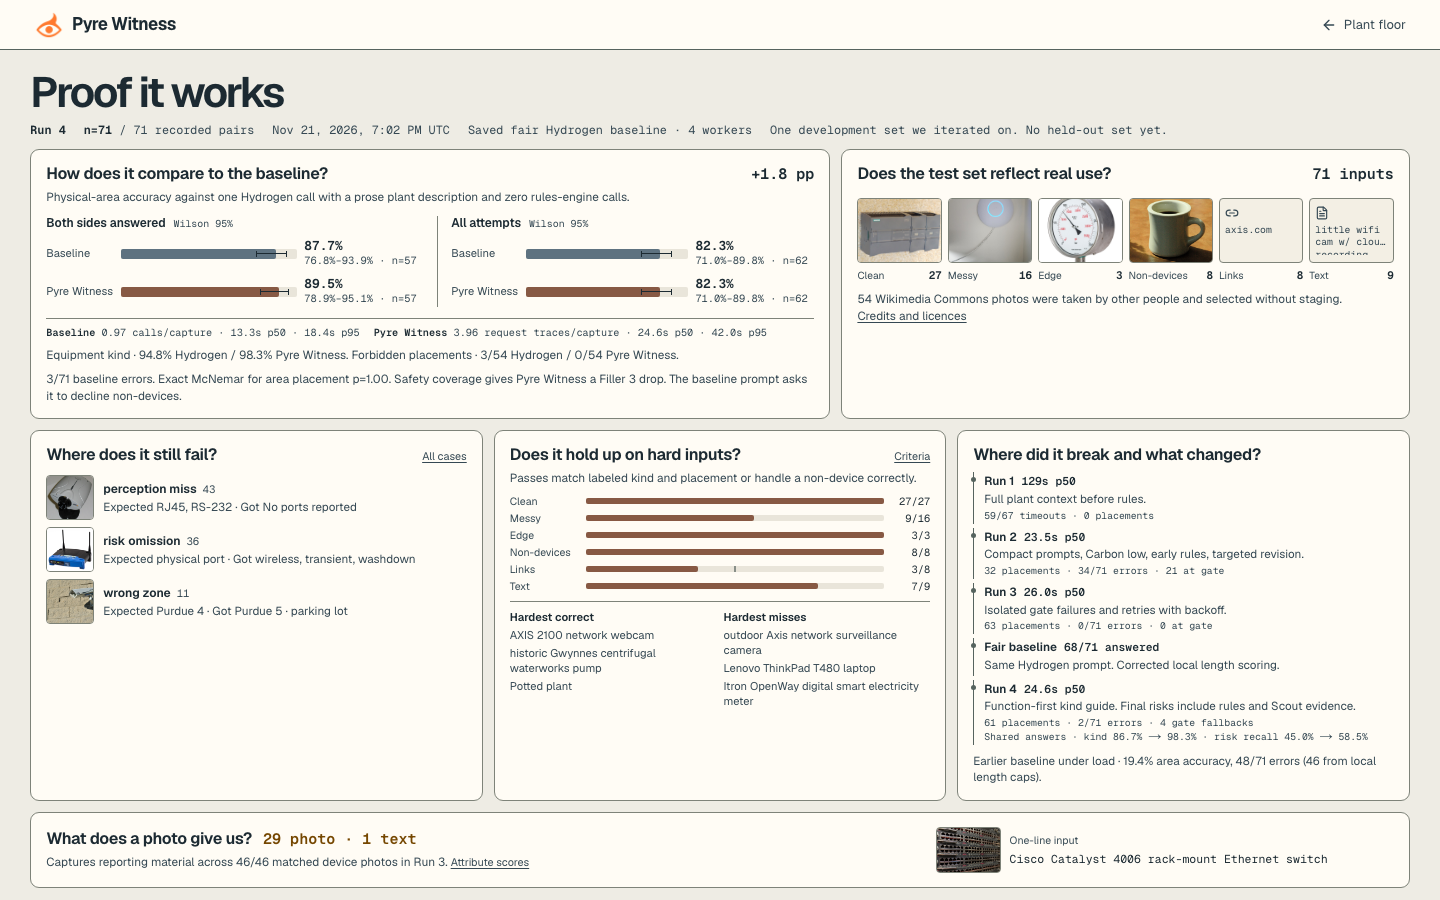 Pyre Witness
Plant floor
Proof it works
Run 4 n=71 / 71 recorded pairs Nov 21, 2026, 7:02 PM UTC Saved fair Hydrogen baseline · 4 workers One development set we iterated on. No held-out set yet.
How does it compare to the baseline?
+1.8 pp
Physical-area accuracy against one Hydrogen call with a prose plant description and zero rules-engine calls.
Both sides answered Wilson 95%
Baseline
87.7%
76.8%–93.9% · n=57
Pyre Witness
89.5%
78.9%–95.1% · n=57
All attempts Wilson 95%
Baseline
82.3%
71.0%–89.8% · n=62
Pyre Witness
82.3%
71.0%–89.8% · n=62
Baseline 0.97 calls/capture · 13.3s p50 · 18.4s p95 Pyre Witness 3.96 request traces/capture · 24.6s p50 · 42.0s p95
Equipment kind · 94.8% Hydrogen / 98.3% Pyre Witness. Forbidden placements · 3/54 Hydrogen / 0/54 Pyre Witness.
3/71 baseline errors. Exact McNemar for area placement p=1.00. Safety coverage gives Pyre Witness a Filler 3 drop. The baseline prompt asks
it to decline non-devices.
Does the test set reflect real use?
71 inputs
axis.com
little wifi
cam w/ clou…
recording
Clean 27
Messy 16
Edge 3
Non-devices 8
Links 8
Text 9
54 Wikimedia Commons photos were taken by other people and selected without staging.
Credits and licences
Where does it still fail?
All cases
perception miss 43
Expected RJ45, RS-232 · Got No ports reported
risk omission 36
Expected physical port · Got wireless, transient, washdown
wrong zone 11
Expected Purdue 4 · Got Purdue 5 · parking lot
Does it hold up on hard inputs?
Criteria
Passes match labeled kind and placement or handle a non-device correctly.
Clean 27/27
Messy 9/16
Edge 3/3
Non-devices 8/8
Links 3/8
Text 7/9
Hardest correct
AXIS 2100 network webcam
historic Gwynnes centrifugal
waterworks pump
Potted plant
Hardest misses
outdoor Axis network surveillance
camera
Lenovo ThinkPad T480 laptop
Itron OpenWay digital smart electricity
meter
Where did it break and what changed?
Run 1 129s p50
Full plant context before rules.
59/67 timeouts · 0 placements
Run 2 23.5s p50
Compact prompts, Carbon low, early rules, targeted revision.
32 placements · 34/71 errors · 21 at gate
Run 3 26.0s p50
Isolated gate failures and retries with backoff.
63 placements · 0/71 errors · 0 at gate
Fair baseline 68/71 answered
Same Hydrogen prompt. Corrected local length scoring.
Run 4 24.6s p50
Function-first kind guide. Final risks include rules and Scout evidence.
61 placements · 2/71 errors · 4 gate fallbacks
Shared answers · kind 86.7% ⟶ 98.3% · risk recall 45.0% ⟶ 58.5%
Earlier baseline under load · 19.4% area accuracy, 48/71 errors (46 from local
length caps).
What does a photo give us? 29 photo · 1 text
Captures reporting material across 46/46 matched device photos in Run 3. Attribute scores
One-line input
Cisco Catalyst 4006 rack-mount Ethernet switch